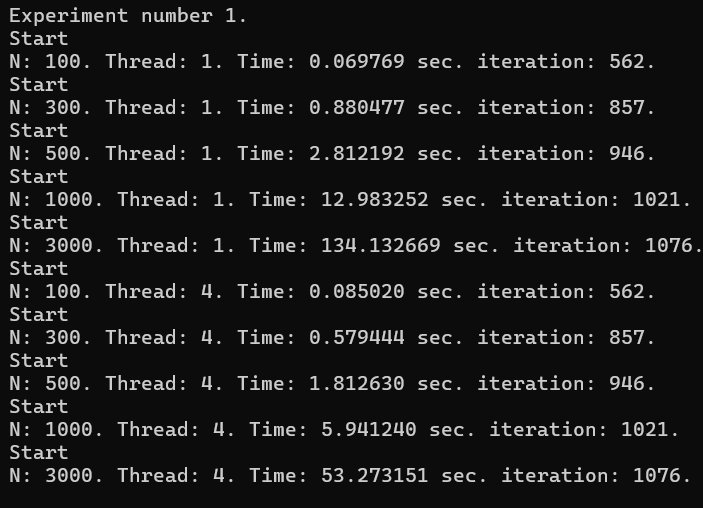 Experiment number 1.
Start
N: 100. Thread: 1. Time: 0.069769 sec. iteration: 562.
Start
N: 300. Thread: 1. Time: 0.880477 sec. iteration: 857.
Start
N: 500. Thread: 1. Time: 2.812192 sec. iteration: 946.
Start
N: 1000. Thread: 1. Time: 12.983252 sec. iteration: 1021.
Start
N: 3000. Thread: 1. Time: 134.132669 sec. iteration: 1076.
Start
N: 100. Thread: 4. Time: 0.085020 sec. iteration: 562.
Start
N: 300. Thread: 4. Time: 0.579444 sec. iteration: 857.
Start
N: 500. Thread: 4. Time: 1.812630 sec. iteration: 946.
Start
N: 1000. Thread: 4. Time: 5.941240 sec. iteration: 1021.
Start
N: 3000. Thread: 4. Time: 53.273151 sec. iteration: 1076.